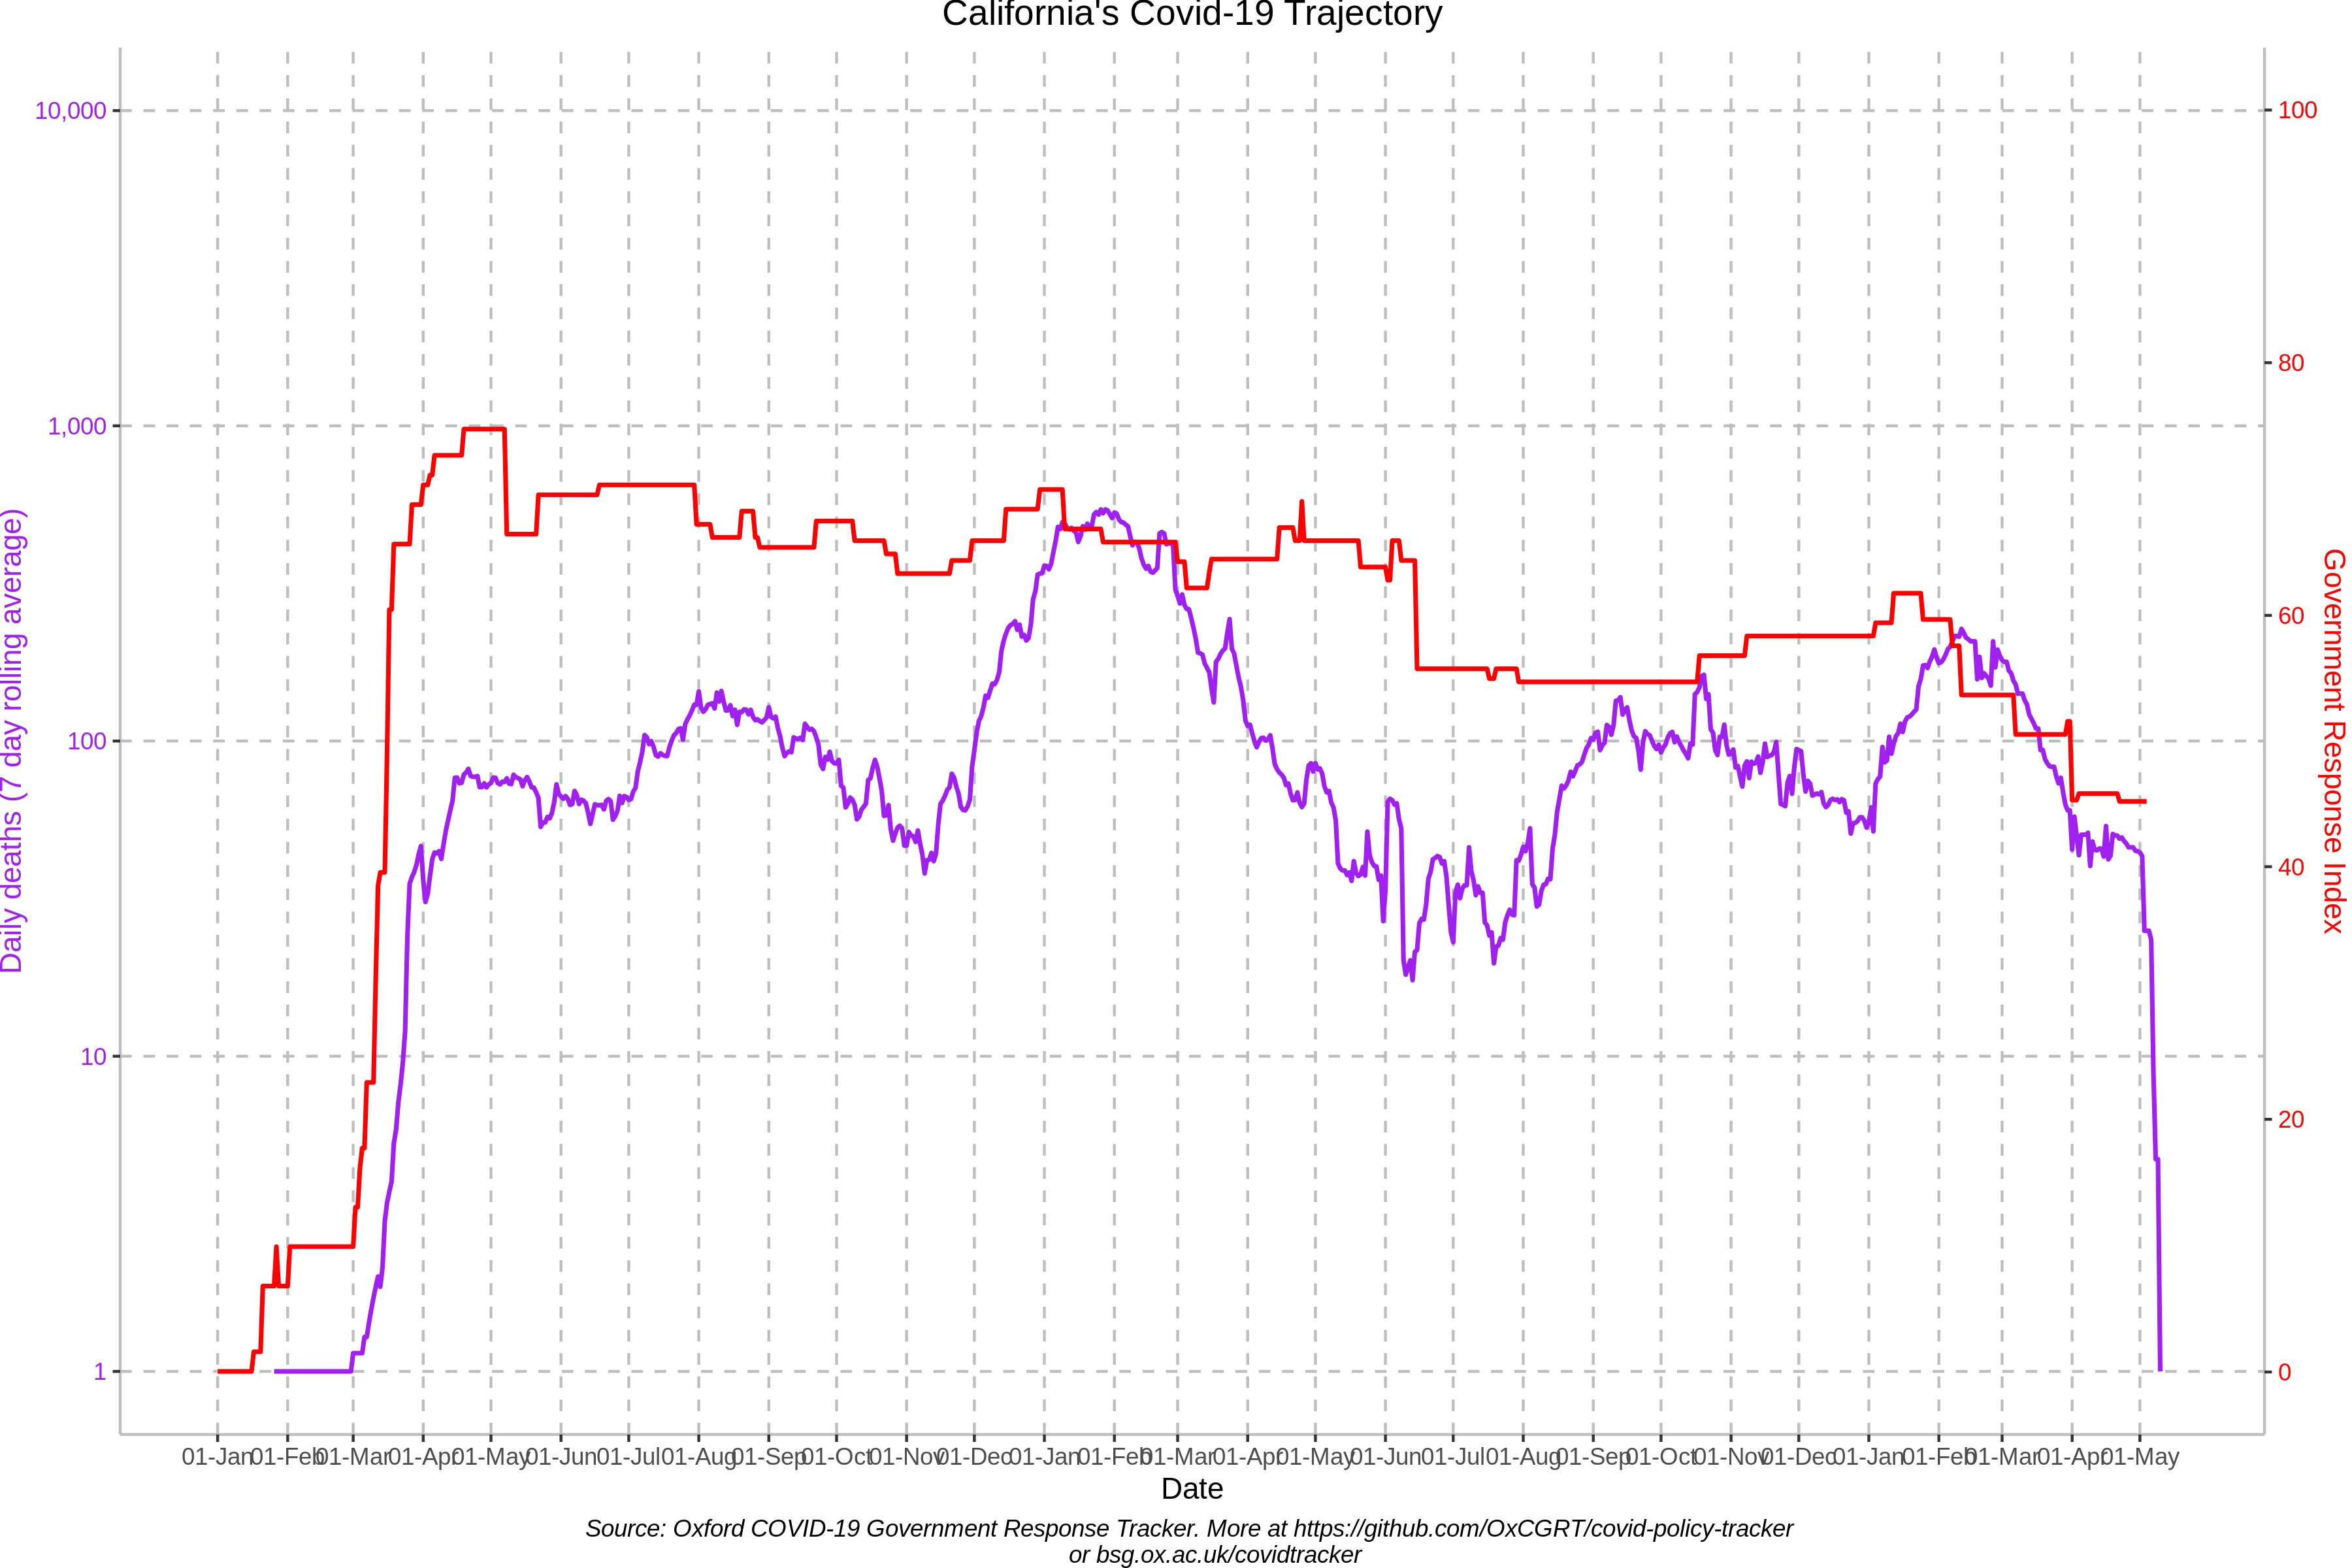 California's Covid-19 Trajectory
10,000
1,000
100
10
1
Daily deaths (7 day rolling average)
100
80
60
40
20
0
Government Response Index
01-Jan 01-Feb 01-Mar 01-Apr 01-May 01-Jun 01-Jul 01-Aug 01-Sep 01-Oct 01-Nov 01-Dec 01-Jan 01-Feb 01-Mar 01-Apr 01-May 01-Jun 01-Jul 01-Aug 01-Sep 01-Oct 01-Nov 01-Dec 01-Jan 01-Feb 01-Mar 01-Apr 01-May
Date
Source: Oxford COVID-19 Government Response Tracker. More at https://github.com/OxCGRT/covid-policy-tracker
or bsg.ox.ac.uk/covidtracker